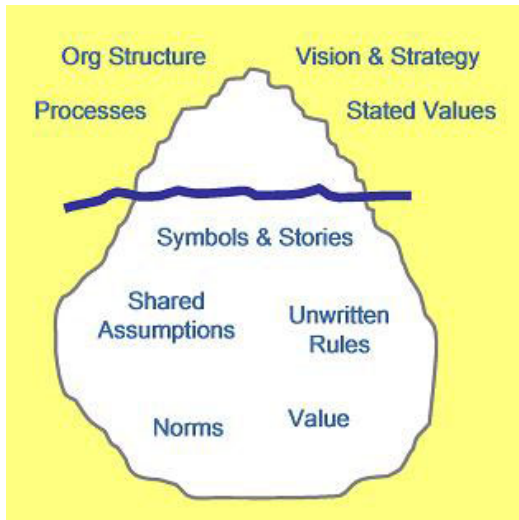 Org Structure
Vision & Strategy
Processes
Stated Values
Symbols & Stories
Shared
Assumptions
Unwritten
Rules
Norms
Value